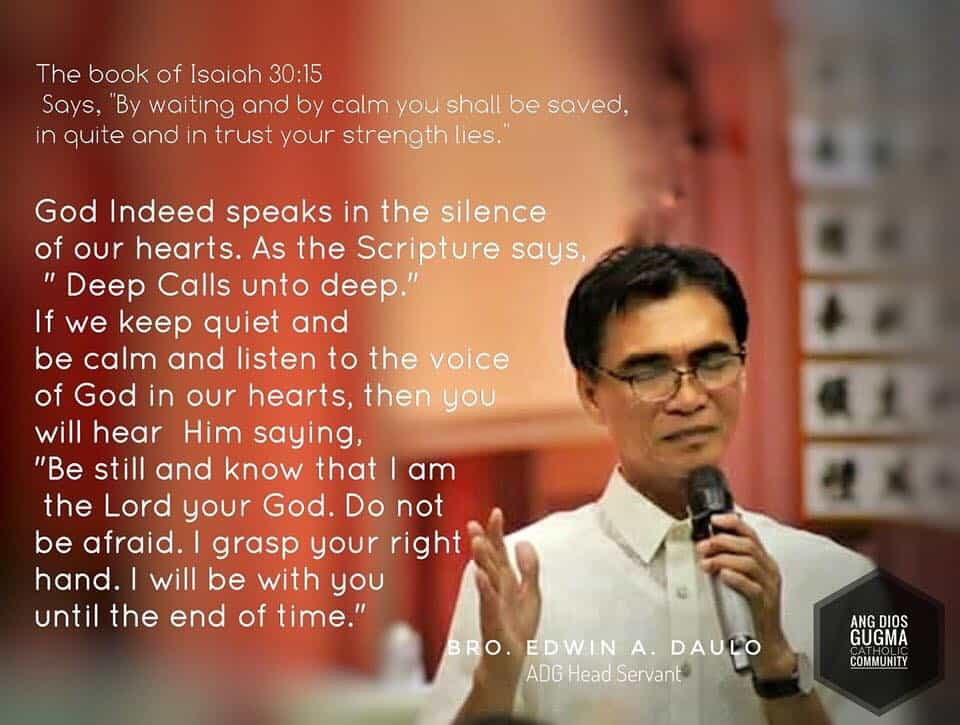 The book of Isaiah 30:15
Says, "By waiting and by calm you shall be saved,
in quite and in trust your strength lies."
God Indeed speaks in the silence
of our hearts. As the Scripture says,
" Deep Calls unto deep."
If we keep quiet and
be calm and listen to the voice
of God in our hearts, then you
will hear Him saying,
"Be still and know that I am
the Lord your God. Do not
be afraid. I grasp your right
hand. I will be with you
until the end of time."
BRO. EDWIN A. DAULO
ADG Head Servant
ANG DIOS
GUGMA
CATHOLIC
COMMUNITY